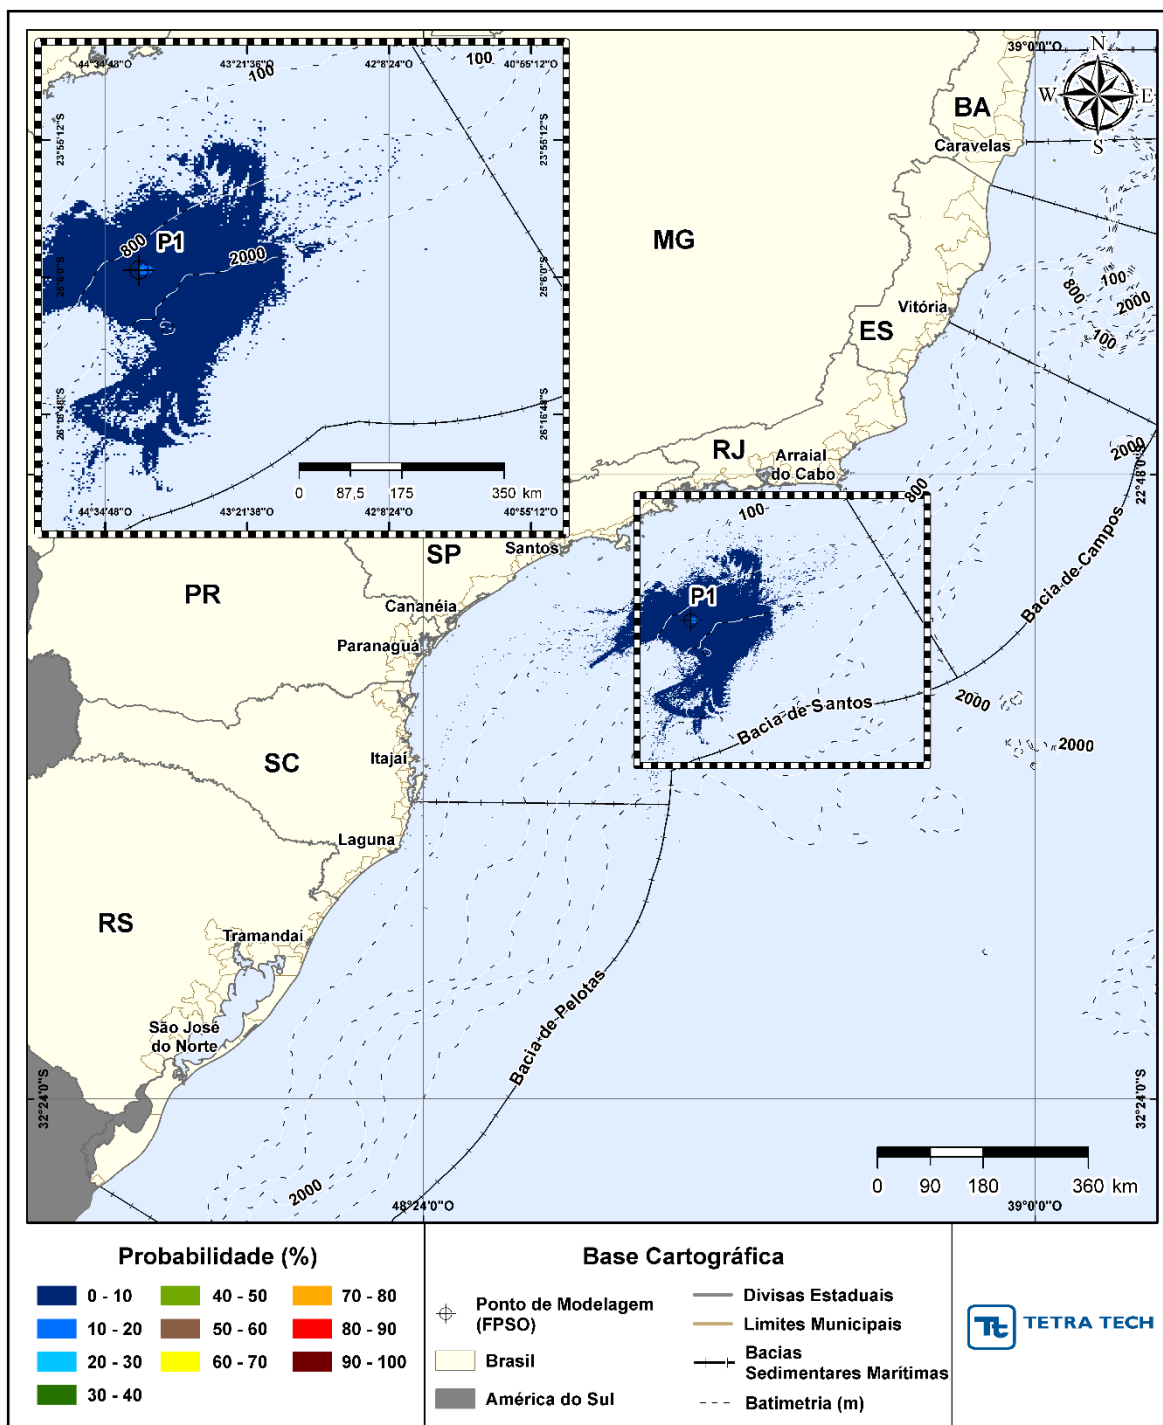 44°34'48"O
43°21'36"O
42°8'24"O
40°55'12"O
100
100
23°55'12"S
23°55'12"S
P1
800
2000
25°6'0"S
25°6'0"S
26°16'48"S
26°16'48"S
0 87,5 175 350 km
44°34'48"O
43°21'36"O
42°8'24"O
40°55'12"O
39°0'0"O
N
W E
S
BA
Caravelas
MG
800
100
2000
100
Vitória
ES
RJ
Arraial
do Cabo
2000
22°48'0"S
800
100
SP
Santos
PR
Cananéia
Paranaguá
P1
Bacia de Campos
Bacia de Santos
2000
2000
SC
Itajaí
Laguna
RS
Tramandaí
São José
do Norte
Bacia de Pelotas
32°24'0"S
32°24'0"S
2000
48°24'0"O
39°0'0"O
0 90 180 360 km
Probabilidade (%)
0 - 10
10 - 20
20 - 30
30 - 40
40 - 50
50 - 60
60 - 70
70 - 80
80 - 90
90 - 100
Base Cartográfica
Ponto de Modelagem
(FPSO)
Brasil
América do Sul
Divisas Estaduais
Limites Municipais
Bacias
Sedimentares Marítimas
Batimetria (m)
Tt
TETRA TECH